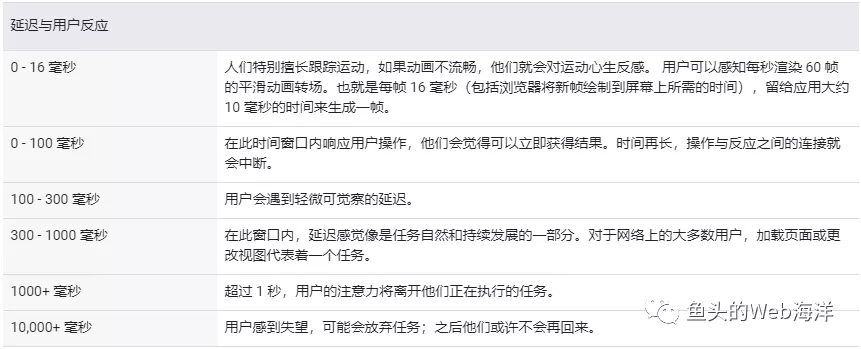 延迟与用户反应
0 - 16 毫秒
人们特别擅长跟踪运动，如果动画不流畅，他们就会对运动心生反感。 用户可以感知每秒渲染 60 帧
的平滑动画转场。也就是每帧 16 毫秒（包括浏览器将新帧绘制到屏幕上所需的时间），留给应用大约
10 毫秒的时间来生成一帧。
0 - 100 毫秒
在此时间窗口内响应用户操作，他们会觉得可以立即获得结果。时间再长，操作与反应之间的连接就
会中断。
100 - 300 毫秒
用户会遇到轻微可觉察的延迟。
300 - 1000 毫秒
在此窗口内，延迟感觉像是任务自然和持续发展的一部分。对于网络上的大多数用户，加载页面或更
改视图代表着一个任务。
1000+ 毫秒
超过 1 秒，用户的注意力将离开他们正在执行的任务。
10,000+ 毫秒
用户感到失望，可能会放弃任务；之后他们或许不会再回来。
鱼头的Web海洋